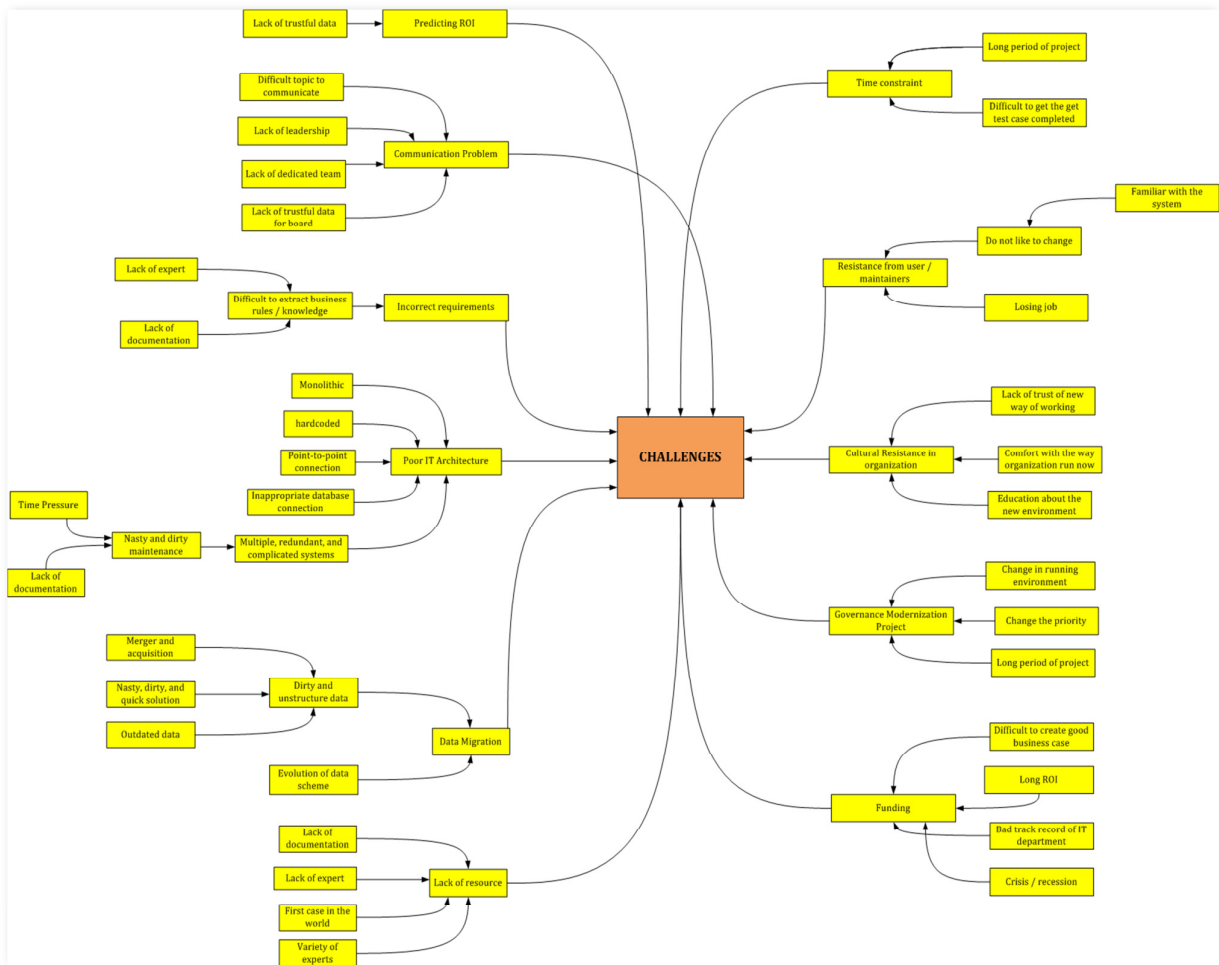 Lack of trustful data
Predicting ROI
Difficult topic to
communicate
Lack of leadership
Communication Problem
Lack of dedicated team
Lack of trustful data
for board
Lack of expert
Difficult to extract business
rules / knowledge
Incorrect requirements
Lack of
documentation
Monolithic
hardcoded
Point-to-point
connection
Poor IT Architecture
Inappropriate database
connection
Time Pressure
Nasty and dirty
maintenance
Multiple, redundant, and
complicated systems
Lack of
documentation
Merger and
acquisition
Nasty, dirty, and
quick solution
Dirty and
unstructure data
Outdated data
Data Migration
Evolution of data
scheme
Lack of
documentation
Lack of expert
Lack of resource
First case in the
world
Variety of
experts
CHALLENGES
Long period of project
Time constraint
Difficult to get the get
test case completed
Familiar with the
system
Do not like to change
Resistance from user /
maintainers
Losing job
Lack of trust of new
way of working
Cultural Resistance in
organization
Comfort with the way
organization run now
Education about the
new environment
Change in running
environment
Governance Modernization
Project
Change the priority
Long period of project
Difficult to create good
business case
Long ROI
Funding
Bad track record of IT
department
Crisis / recession